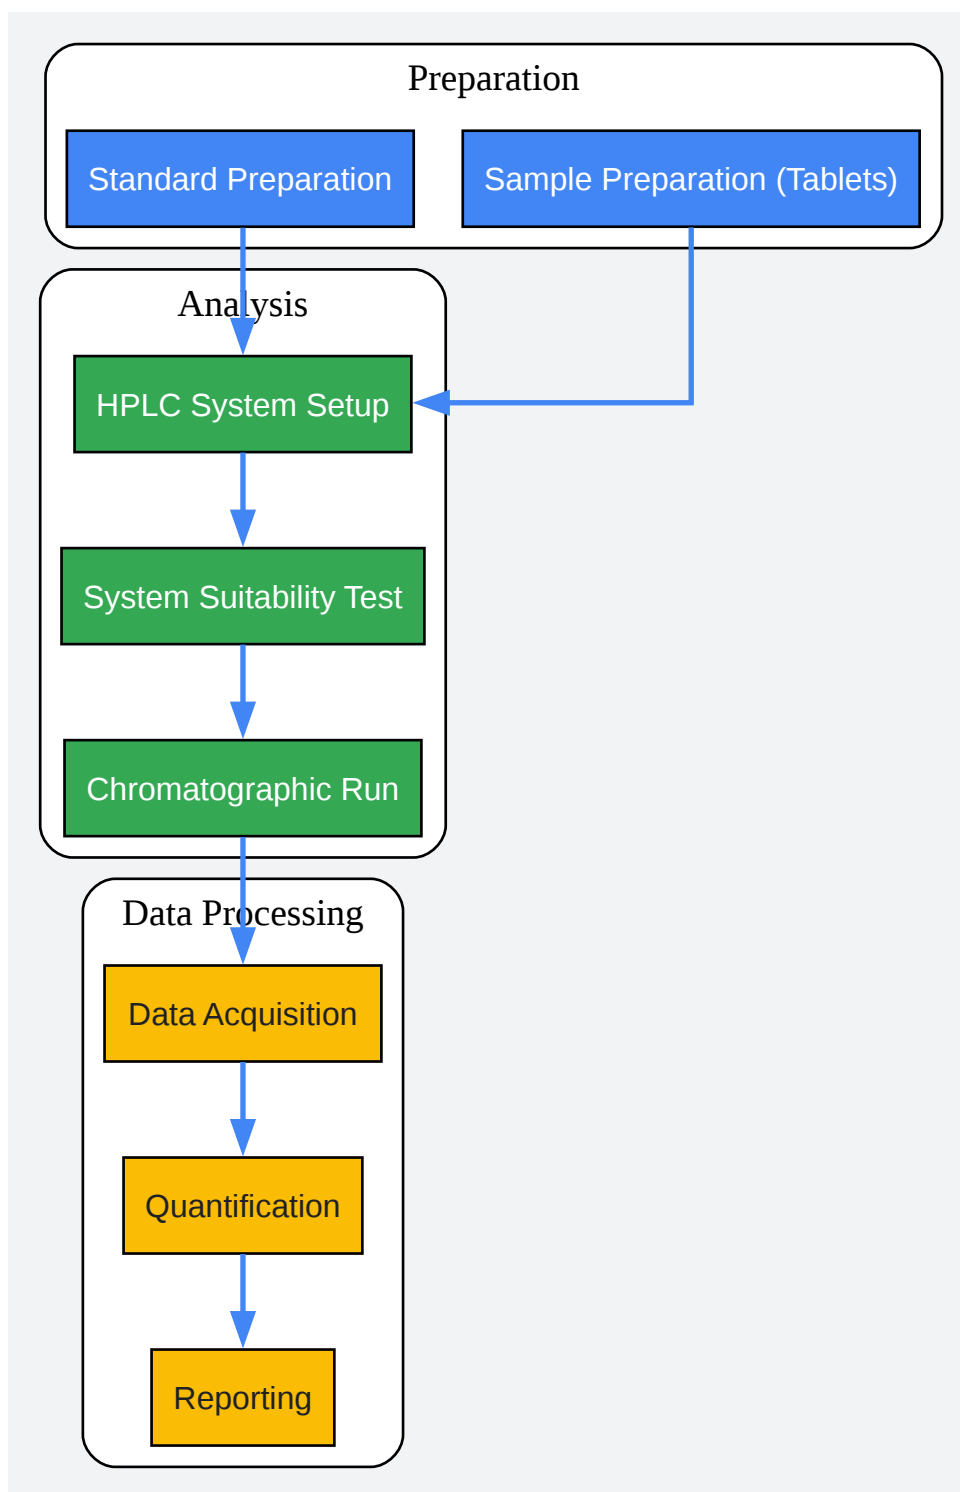 Preparation
Standard Preparation
Sample Preparation (Tablets)
Analysis
HPLC System Setup
System Suitability Test
Chromatographic Run
Data Processing
Data Acquisition
Quantification
Reporting